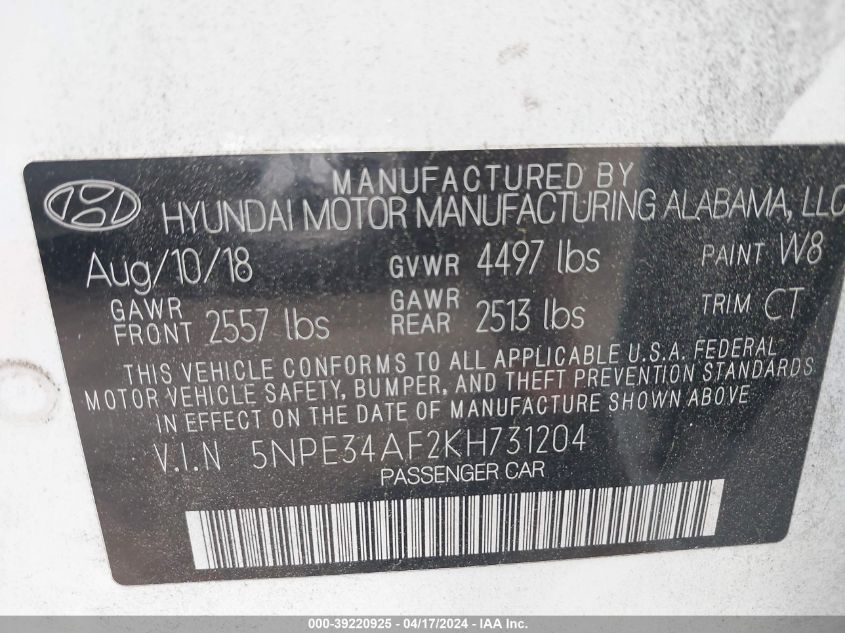 MANUFACTURED BY
HYUNDAI MOTOR MANUFACTURING ALABAMA, LLC
Aug/10/18 GVWR 4497 lbs PAINT W8
GAWR FRONT 2557 lbs GAWR REAR 2513 lbs TRIM CT
THIS VEHICLE CONFORMS TO ALL APPLICABLE U.S.A. FEDERAL
MOTOR VEHICLE SAFETY, BUMPER, AND THEFT PREVENTION STANDARDS
IN EFFECT ON THE DATE OF MANUFACTURE SHOWN ABOVE
V.I.N 5NPE34AF2KH731204
PASSENGER CAR
000-39220925 - 04/17/2024 - IAA Inc.